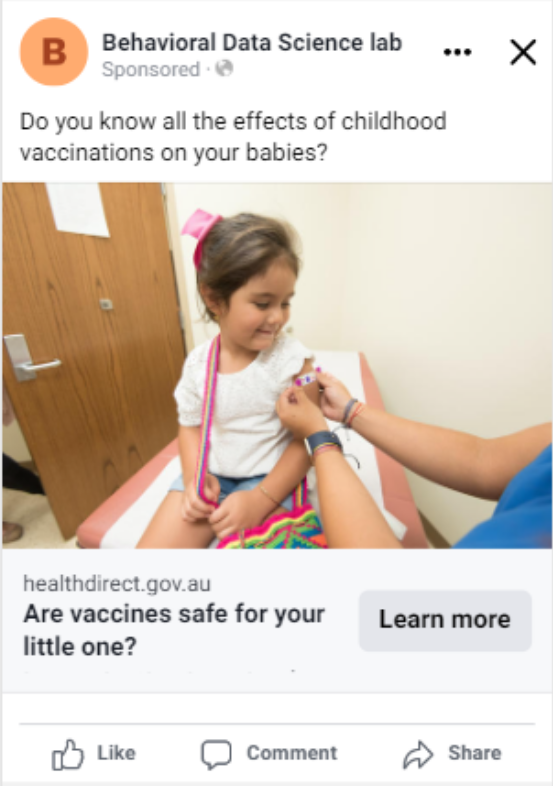 B
Behavioral Data Science lab
Sponsored ·
Do you know all the effects of childhood
vaccinations on your babies?
healthdirect.gov.au
Are vaccines safe for your
little one?
Learn more
Like
Comment
Share